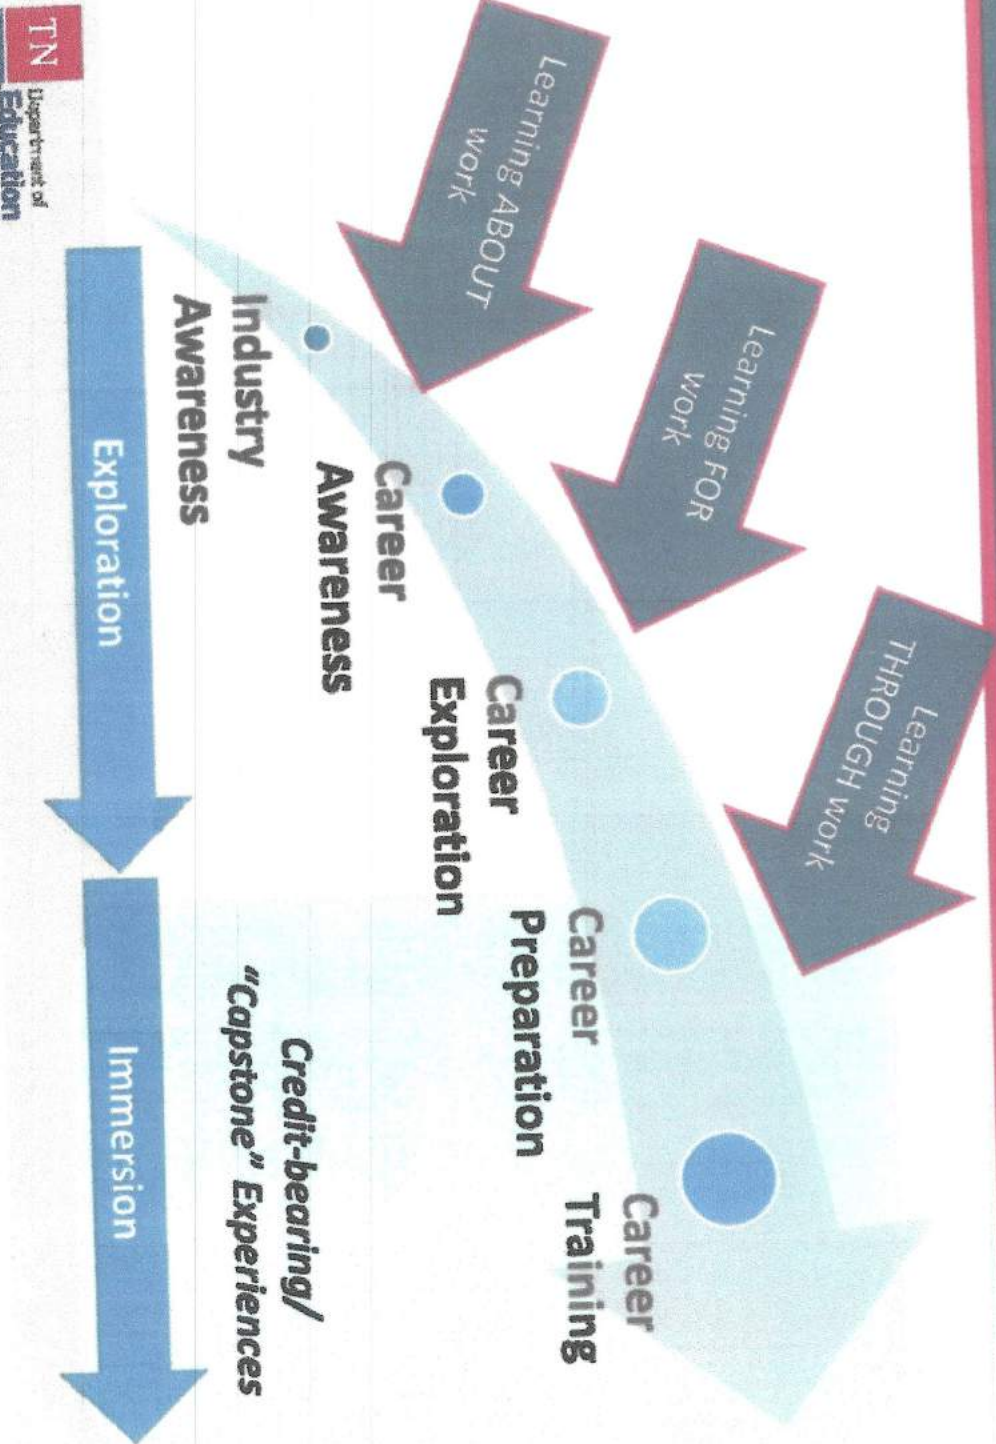 Learning ABOUT
work
Learning FOR
work
Learning
THROUGH work
Industry
Awareness
Career
Awareness
Career
Exploration
Career
Preparation
Career
Training
Credit-bearing/
"Capstone" Experiences
Exploration
Immersion
TN
Department of
Education